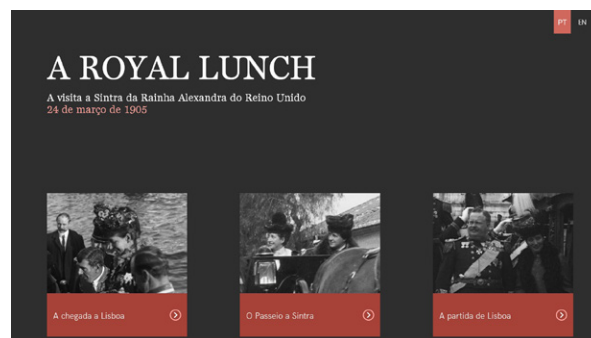 PT EN
A ROYAL LUNCH
A visita a Sintra da Rainha Alexandra do Reino Unido
24 de março de 1905
A chegada a Lisboa
O Passeio a Sintra
A partida de Lisboa